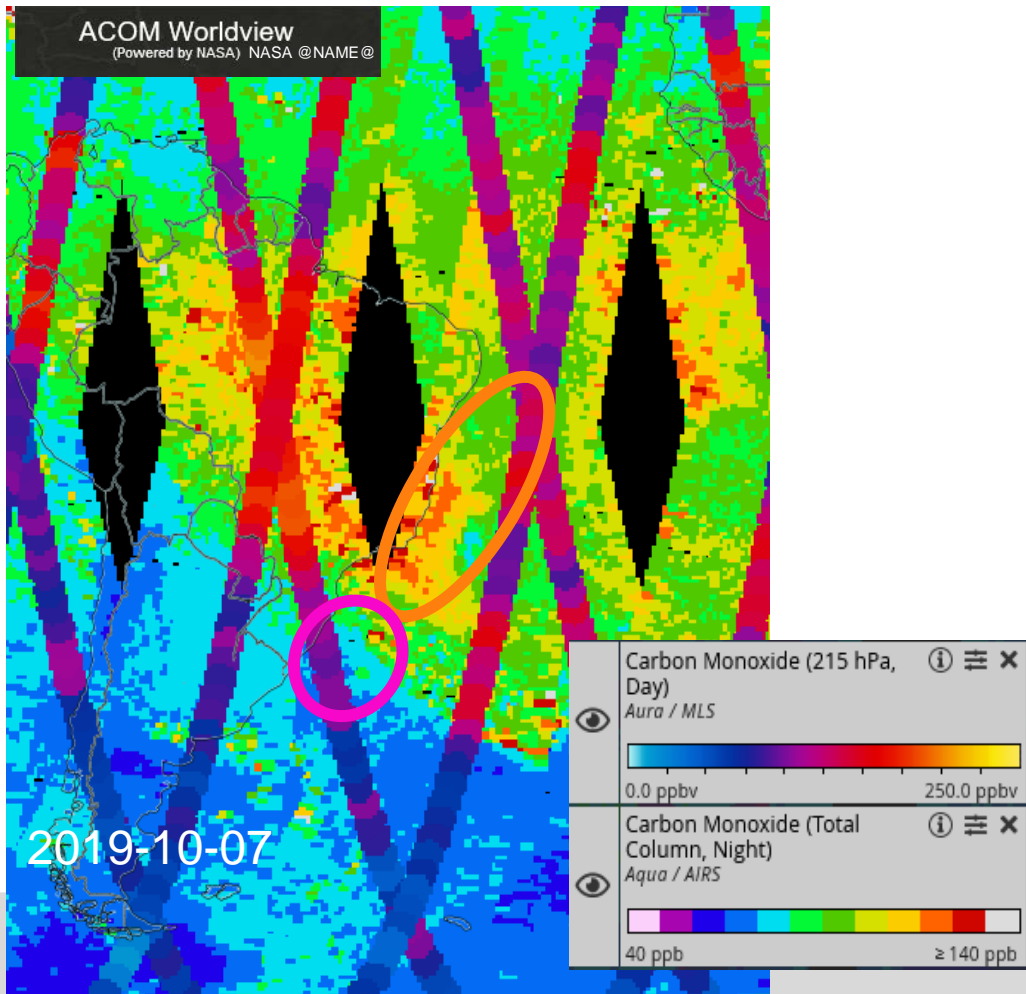 ACOM Worldview
(Powered by NASA) NASA @NAME@
2019-10-07
Carbon Monoxide (215 hPa,
Day)
Aura / MLS
0.0 ppbv 250.0 ppbv
Carbon Monoxide (Total
Column, Night)
Aqua / AIRS
40 ppb ≥ 140 ppb